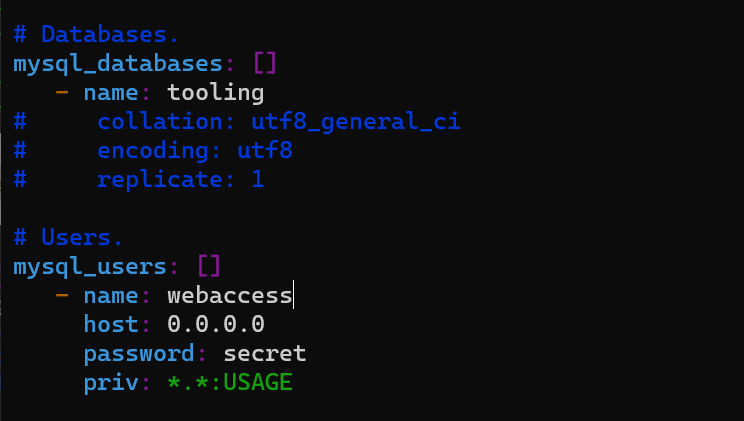 # Databases.
mysql_databases: []
   - name: tooling
#     collation: utf8_general_ci
#     encoding: utf8
#     replicate: 1
# Users.
mysql_users: []
   - name: webaccess
     host: 0.0.0.0
     password: secret
     priv: *.*:USAGE